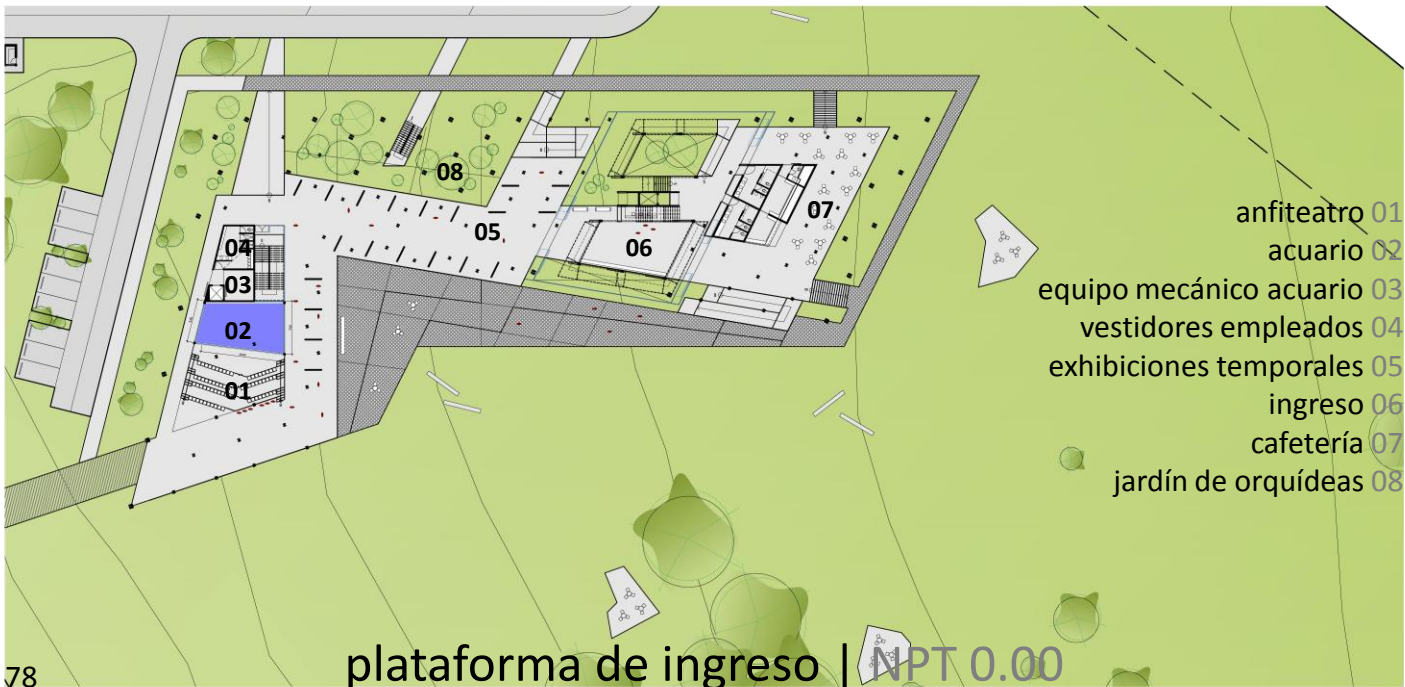 08
05
07
06
04
03
02
01
anfiteatro 01
acuario 02
equipo mecánico acuario 03
vestidores empleados 04
exhibiciones temporales 05
ingreso 06
cafetería 07
jardín de orquídeas 08
plataforma de ingreso | NPT 0.00
78